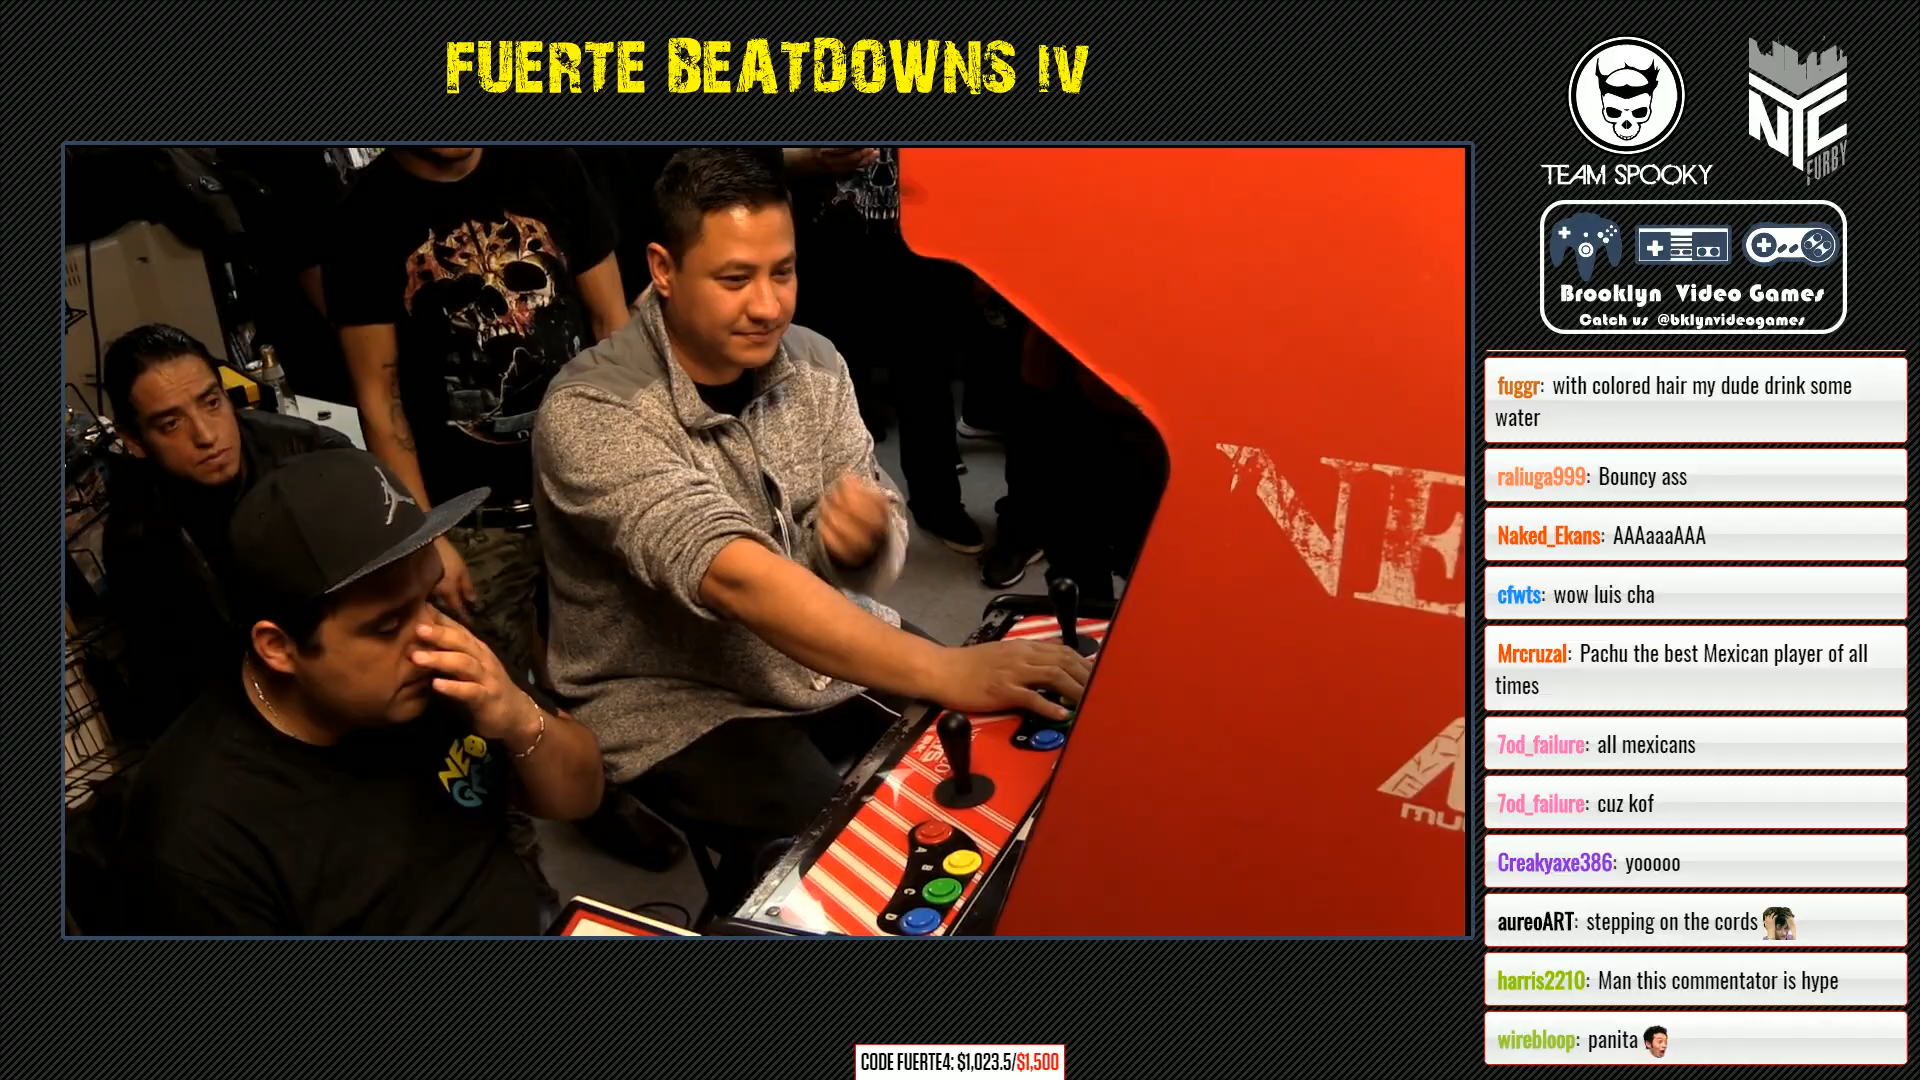 FUERTE BEATDOWNS IV
TEAM SPOOKY
NYC
FURBY
Brooklyn Video Games
Catch us @bklynvideogames
fuggr: with colored hair my dude drink some
water
raliuga999: Bouncy ass
Naked_Ekans: AAAaaaAAA
cfwts: wow luis cha
Mrcruzal: Pachu the best Mexican player of all
times
7od_failure: all mexicans
7od_failure: cuz kof
Creakyaxe386: yooooo
aureoART: stepping on the cords
harris2210: Man this commentator is hype
wirebloop: panita
NE
NEO
GEO
D
A
B
C
D
CODE FUERTE4: $1,023.5/$1,500